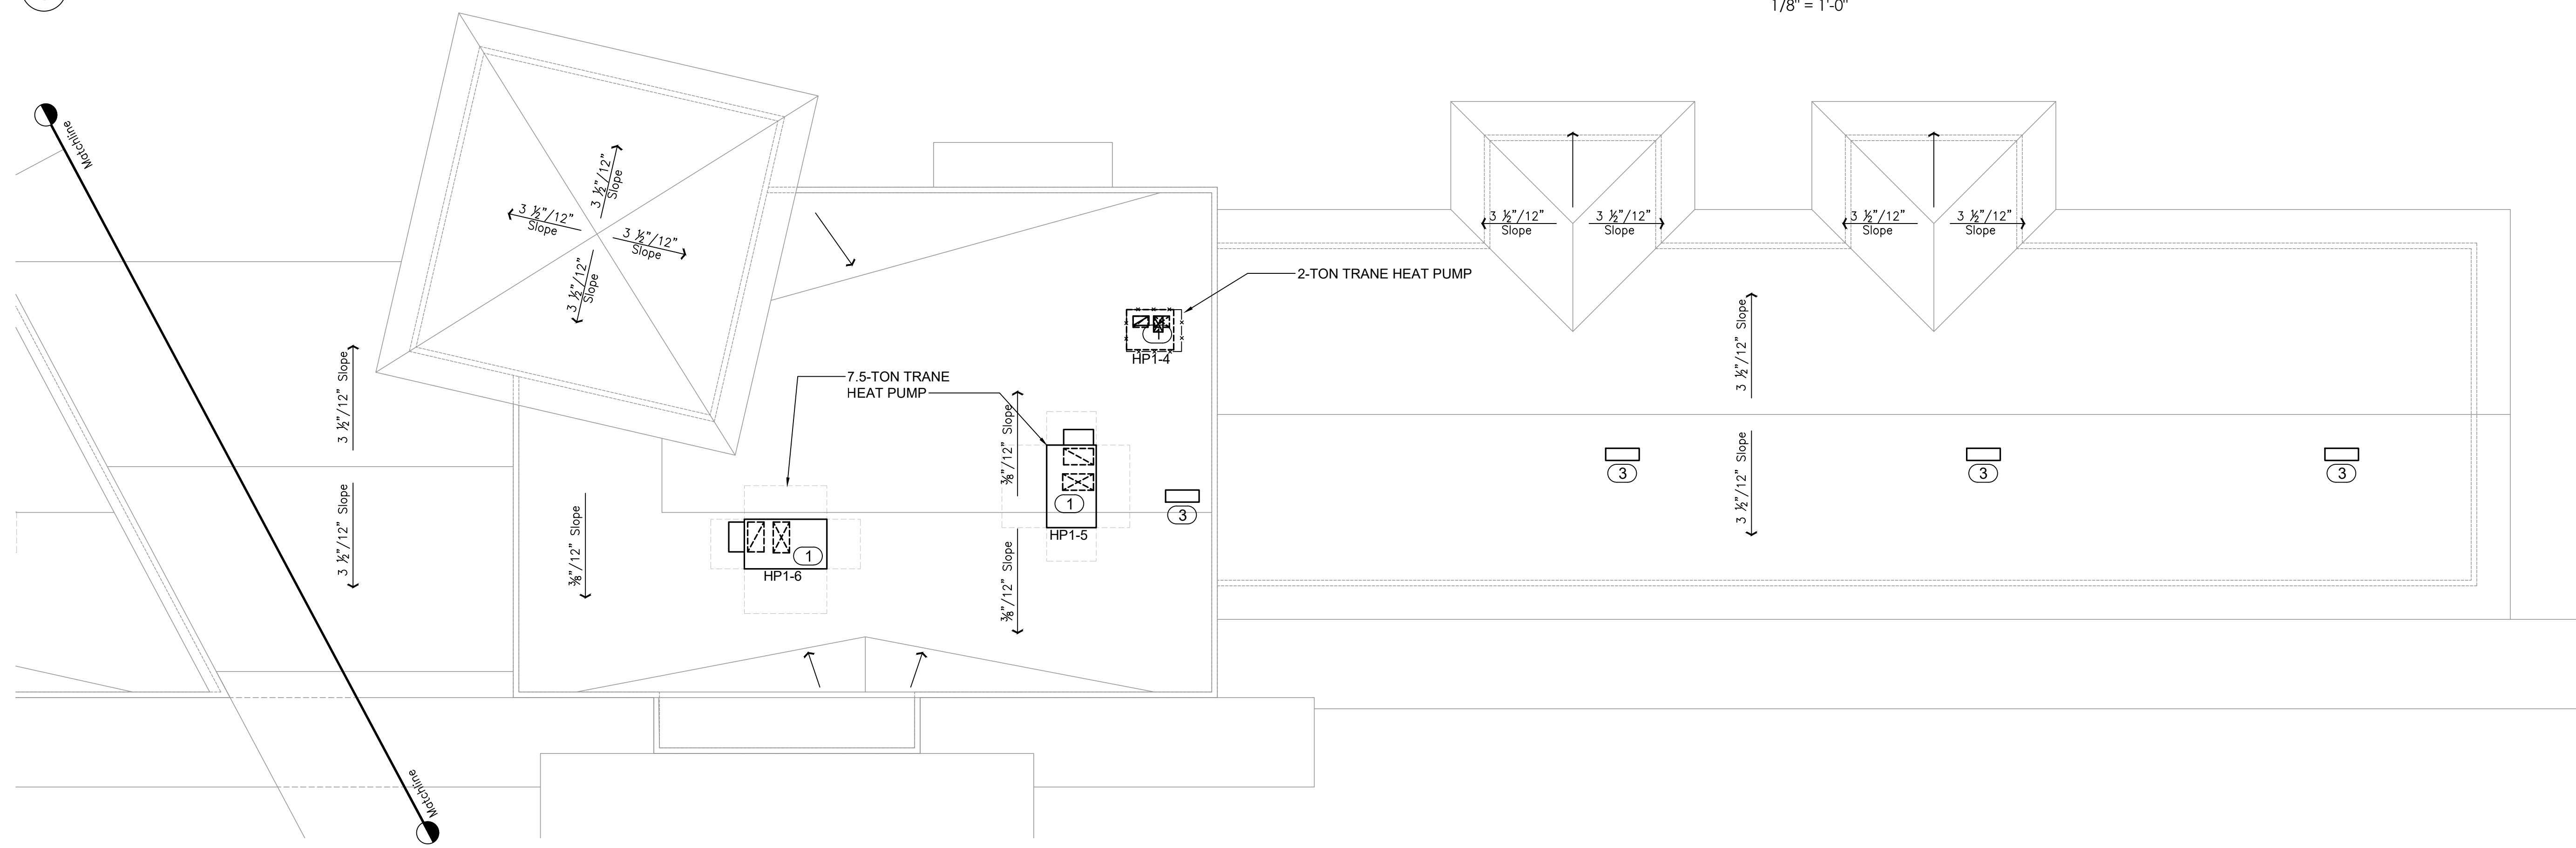 1/8" = 1'-0"
Matchline
3 ½"/12"
Slope
3 ½"/12"
Slope
3 ½"/12"
Slope
3 ½"/12"
Slope
3 ½"/12"
Slope
3 ½"/12"
Slope
3 ½"/12"
Slope
3 ½"/12"
Slope
2-TON TRANE HEAT PUMP
1
HP1-4
3 ½"/12" Slope
3 ½"/12" Slope
7.5-TON TRANE
HEAT PUMP
⅜"/12" Slope
3 ½"/12" Slope
3 ½"/12" Slope
3
3
3
1
3
HP1-5
⅜"/12" Slope
1
HP1-6
⅜"/12" Slope
Matchline